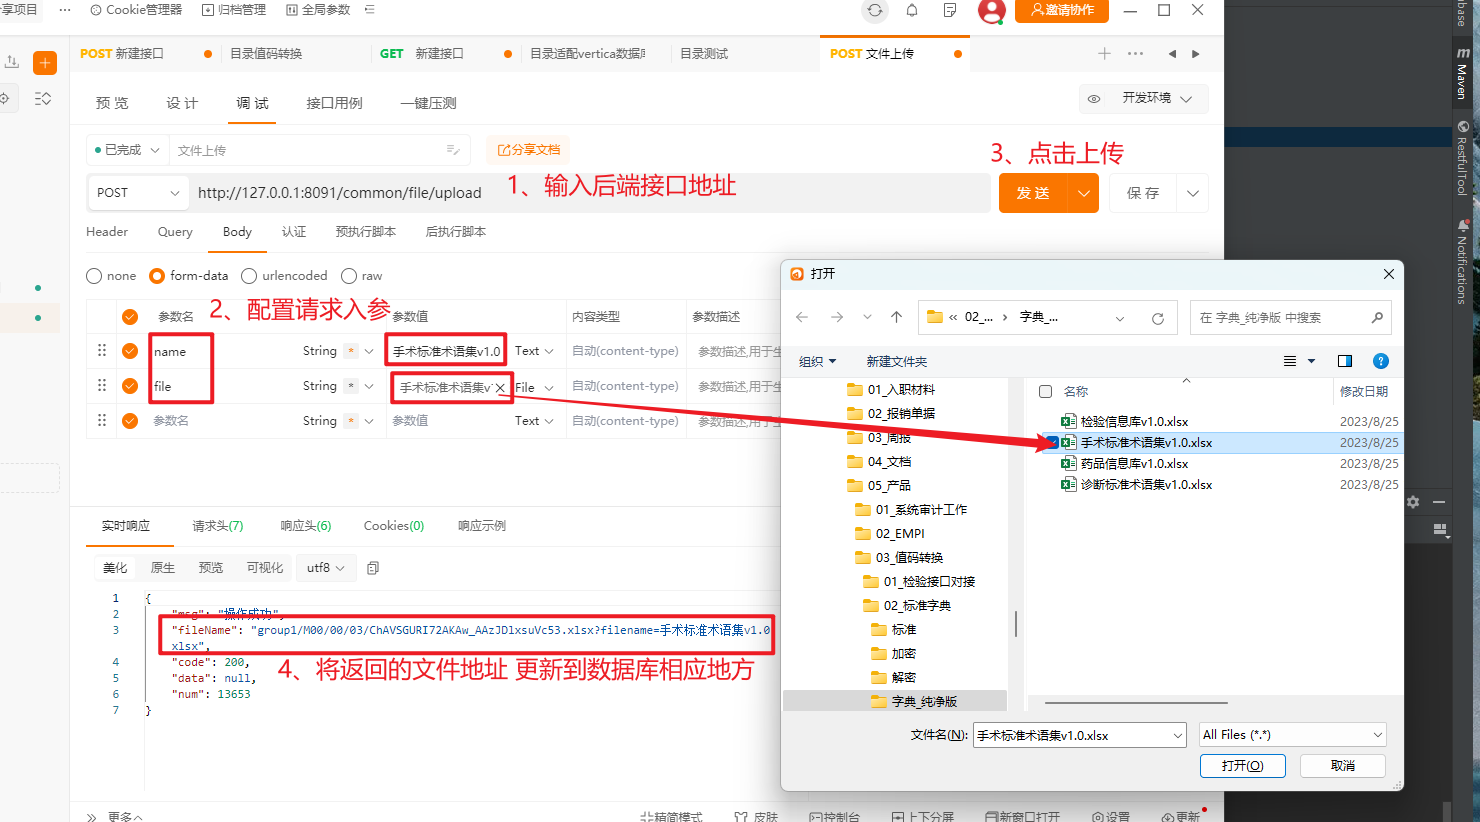 享项目 ··· Cookie管理器 归档管理 全局参数 邀请协作
POST 新建接口 目录值码转换 GET 新建接口 目录适配vertica数据库 目录测试 POST 文件上传
预 览 设 计 调 试 接口用例 一键压测 开发环境
已完成 文件上传 分享文档
3、点击上传
POST http://127.0.0.1:8091/common/file/upload 1、输入后端接口地址 发 送 保 存
Header Query Body 认证 预执行脚本 后执行脚本
none form-data urlencoded raw
2、配置请求入参
参数名 参数值 内容类型 参数描述
name String * 手术标准术语集v1.0 Text 自动(content-type) 参数描述,用于生
file String * 手术标准术语集v1 File 自动(content-type) 参数描述,用于生
参数名 String * 参数值 Text 自动(content-type) 参数描述,用于生
实时响应 请求头(7) 响应头(6) Cookies(0) 响应示例
美化 原生 预览 可视化 utf8
1 {
2 "msg": "操作成功",
3 "fileName": "group1/M00/00/03/ChAVSGURI72AKAw_AAzJDlxsuVc53.xlsx?filename=手术标准术语集v1.0
xlsx",
4 "code": 200,
5 "data": null,
6 "num": 13653
7 }
4、将返回的文件地址 更新到数据库相应地方
更多 精简模式 皮肤 控制台 上下分屏 新窗口打开 设置 更新
打开
« 02_... › 字典_... 在 字典_纯净版 中搜索
组织 新建文件夹
01_入职材料
02_报销单据
03_周报
04_文档
05_产品
01_系统审计工作
02_EMPI
03_值码转换
01_检验接口对接
02_标准字典
标准
加密
解密
字典_纯净版
名称 修改日期
检验信息库v1.0.xlsx 2023/8/25
手术标准术语集v1.0.xlsx 2023/8/25
药品信息库v1.0.xlsx 2023/8/25
诊断标准术语集v1.0.xlsx 2023/8/25
文件名(N): 手术标准术语集v1.0.xlsx All Files (*.*)
打开(O) 取消
abase
m Maven
RestfulTool
Notifications